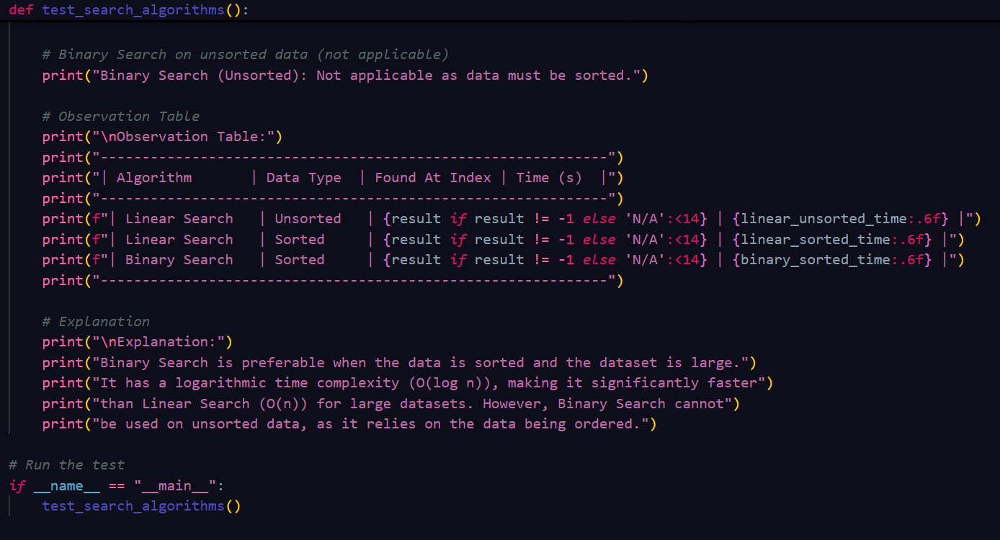 def test_search_algorithms():
    # Binary Search on unsorted data (not applicable)
    print("Binary Search (Unsorted): Not applicable as data must be sorted.")
    # Observation Table
    print("\nObservation Table:")
    print("-------------------------------------------------------------")
    print("| Algorithm       | Data Type  | Found At Index | Time (s)  |")
    print("-------------------------------------------------------------")
    print(f"| Linear Search   | Unsorted   | {result if result != -1 else 'N/A':<14} | {linear_unsorted_time:.6f} |")
    print(f"| Linear Search   | Sorted     | {result if result != -1 else 'N/A':<14} | {linear_sorted_time:.6f} |")
    print(f"| Binary Search   | Sorted     | {result if result != -1 else 'N/A':<14} | {binary_sorted_time:.6f} |")
    print("-------------------------------------------------------------")
    # Explanation
    print("\nExplanation:")
    print("Binary Search is preferable when the data is sorted and the dataset is large.")
    print("It has a logarithmic time complexity (O(log n)), making it significantly faster")
    print("than Linear Search (O(n)) for large datasets. However, Binary Search cannot")
    print("be used on unsorted data, as it relies on the data being ordered.")
# Run the test
if __name__ == "__main__":
    test_search_algorithms()